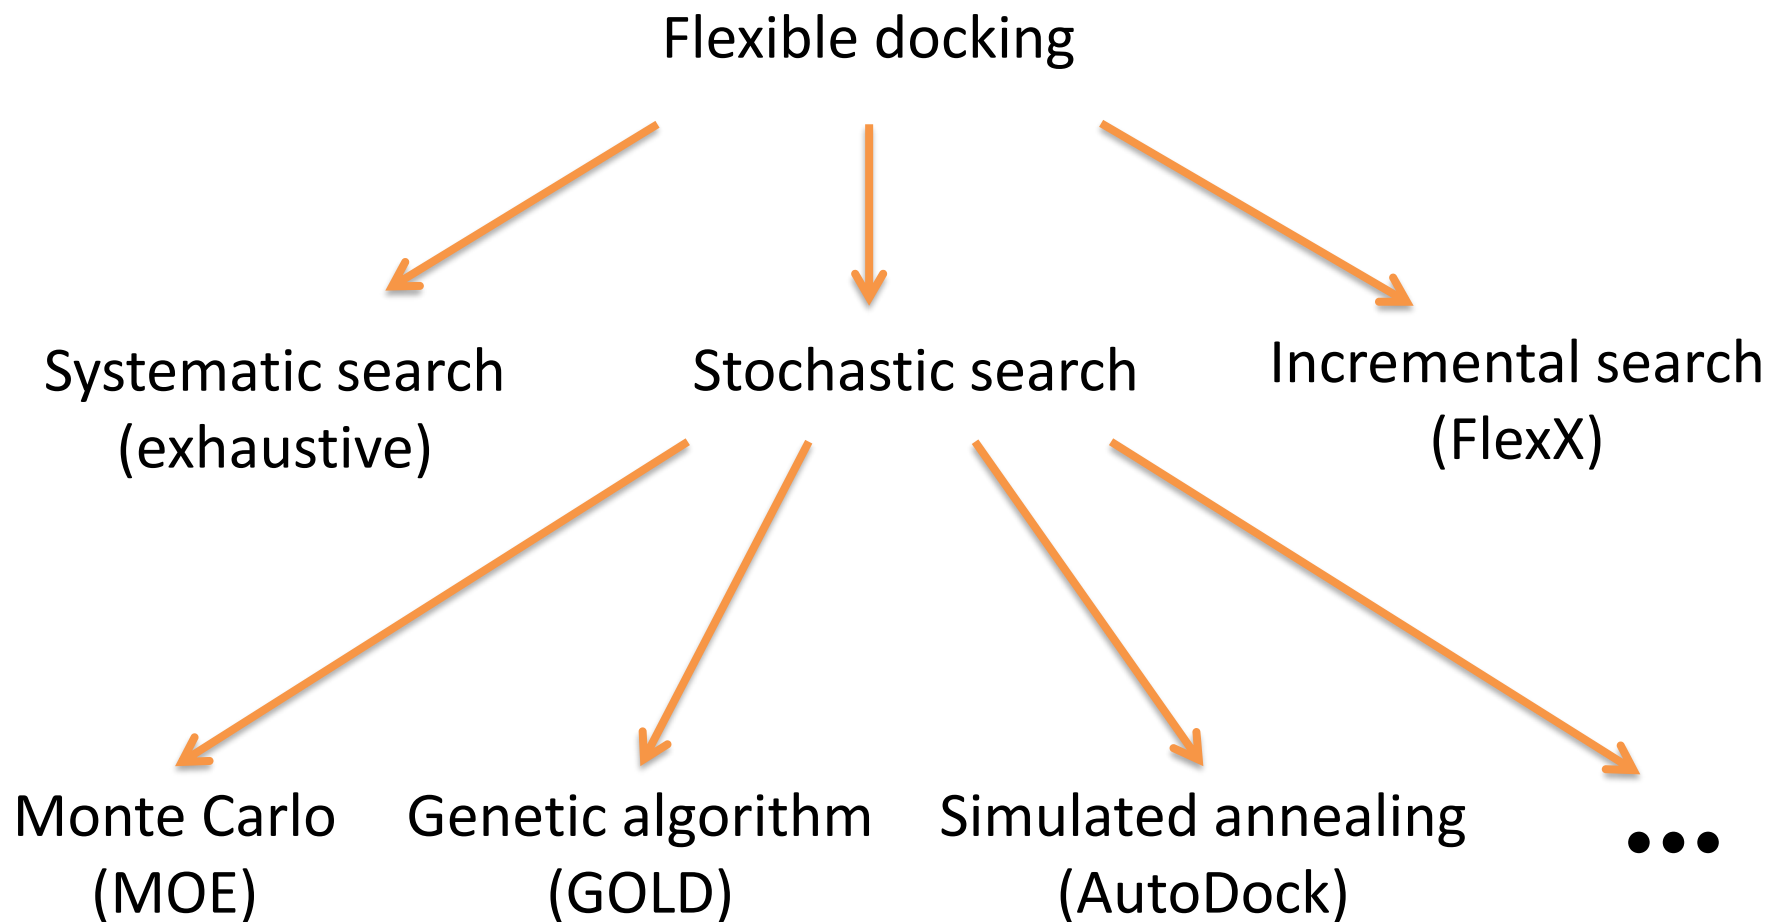 Flexible docking
Systematic search
(exhaustive)
Stochastic search
Incremental search
(FlexX)
Monte Carlo
(MOE)
Genetic algorithm
(GOLD)
Simulated annealing
(AutoDock)
...